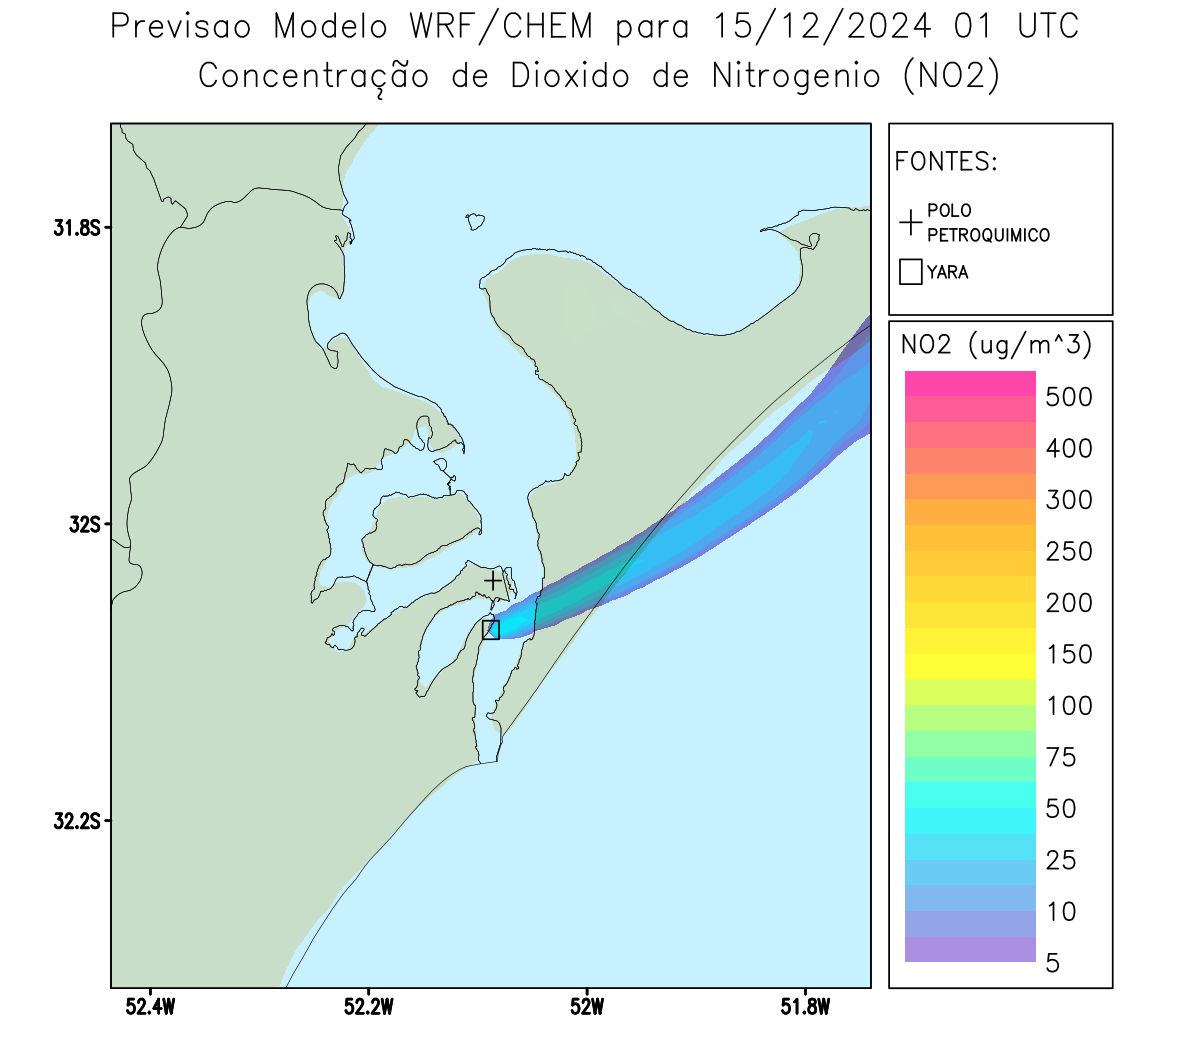 Previsao Modelo WRF/CHEM para 15/12/2024 01 UTC
Concentração de Dioxido de Nitrogenio (NO2)
31.8S
32S
32.2S
52.4W
52.2W
52W
51.8W
FONTES:
POLO
PETROQUIMICO
YARA
NO2 (ug/m^3)
500
400
300
250
200
150
100
75
50
25
10
5